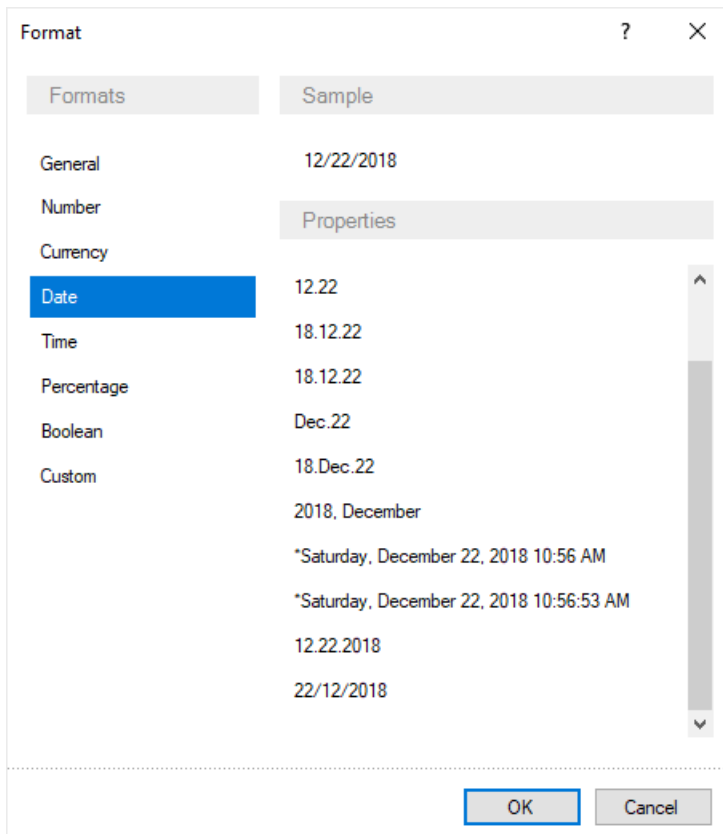 Format
?
Formats
Sample
General
Number
Currency
Date
Time
Percentage
Boolean
Custom
12/22/2018
Properties
12.22
18.12.22
18.12.22
Dec.22
18.Dec.22
2018, December
*Saturday, December 22, 2018 10:56 AM
*Saturday, December 22, 2018 10:56:53 AM
12.22.2018
22/12/2018
OK
Cancel